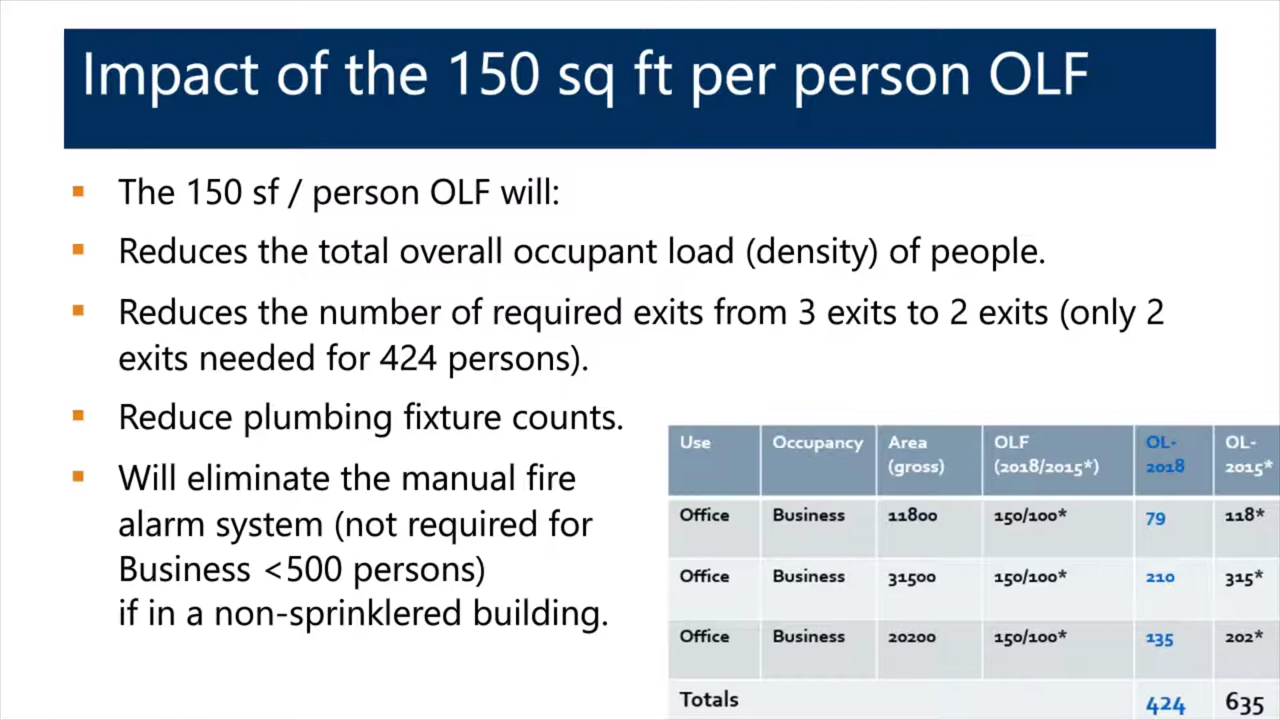 Impact of the 150 sq ft per person OLF
▪ The 150 sf / person OLF will:
▪ Reduces the total overall occupant load (density) of people.
▪ Reduces the number of required exits from 3 exits to 2 exits (only 2
exits needed for 424 persons).
▪ Reduce plumbing fixture counts.
▪ Will eliminate the manual fire
alarm system (not required for
Business <500 persons)
if in a non-sprinklered building.
Use Occupancy Area (gross) OLF (2018/2015*) OL-2018 OL-2015*
Office Business 11800 150/100* 79 118*
Office Business 31500 150/100* 210 315*
Office Business 20200 150/100* 135 202*
Totals 424 635